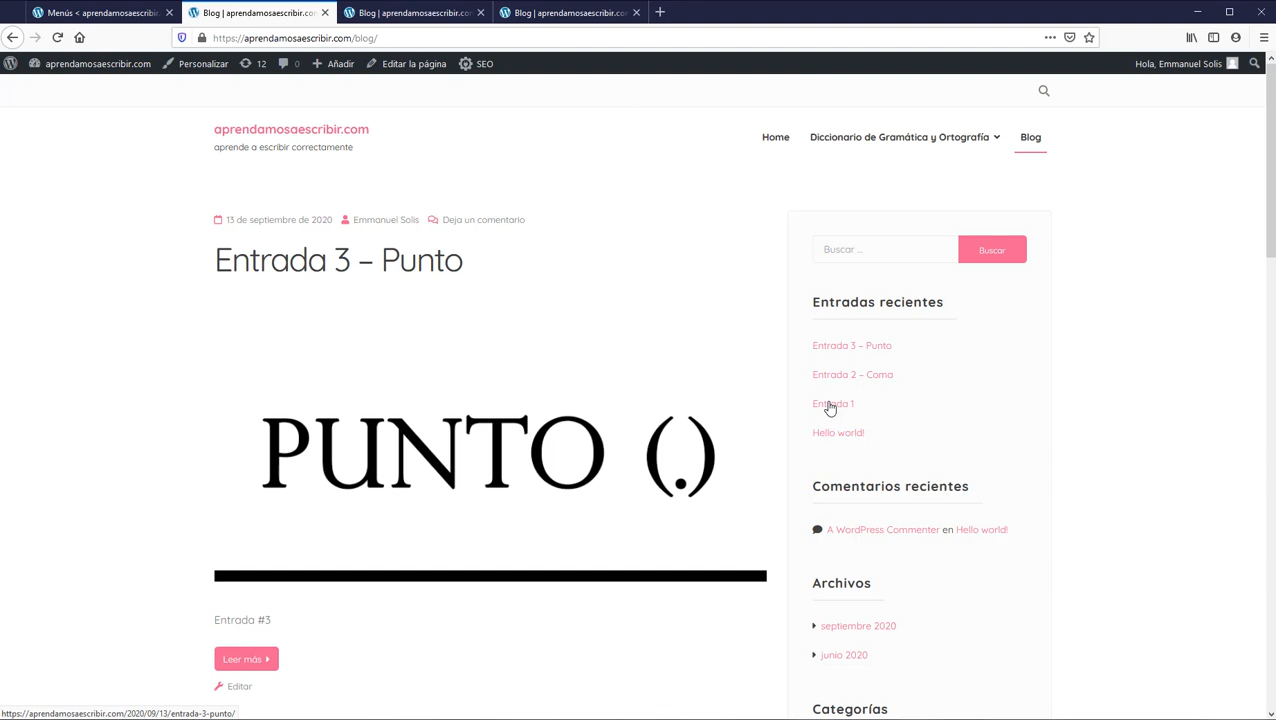 Menús < aprendamosaescribir.com
Blog | aprendamosaescribir.com
Blog | aprendamosaescribir.com
Blog | aprendamosaescribir.com
https://aprendamosaescribir.com/blog/
aprendamosaescribir.com
Personalizar
12
0
Añadir
Editar la página
SEO
Hola, Emmanuel Solis
aprendamosaescribir.com
aprende a escribir correctamente
Home
Diccionario de Gramática y Ortografía
Blog
13 de septiembre de 2020
Emmanuel Solis
Deja un comentario
Entrada 3 – Punto
PUNTO (.)
Entrada #3
Leer más
Editar
Buscar ...
Buscar
Entradas recientes
Entrada 3 – Punto
Entrada 2 – Coma
Entrada 1
Hello world!
Comentarios recientes
A WordPress Commenter en Hello world!
Archivos
septiembre 2020
junio 2020
Categorías
https://aprendamosaescribir.com/2020/09/13/entrada-3-punto/